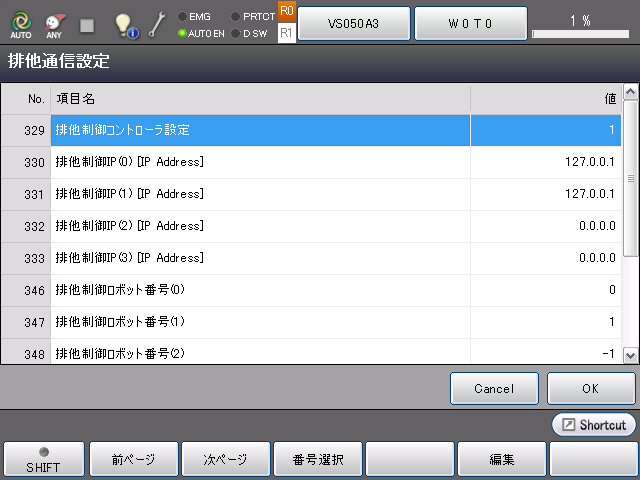 AUTO
ANY
EMG
AUTO EN
PRTCT
D SW
R0
R1
VS050A3
W 0 T 0
1 %
排他通信設定
No. 項目名 値
329 排他制御コントローラ設定 1
330 排他制御IP(0) [IP Address] 127.0.0.1
331 排他制御IP(1) [IP Address] 127.0.0.1
332 排他制御IP(2) [IP Address] 0.0.0.0
333 排他制御IP(3) [IP Address] 0.0.0.0
346 排他制御ロボット番号(0) 0
347 排他制御ロボット番号(1) 1
348 排他制御ロボット番号(2) -1
Cancel OK
Shortcut
SHIFT 前ページ 次ページ 番号選択 編集